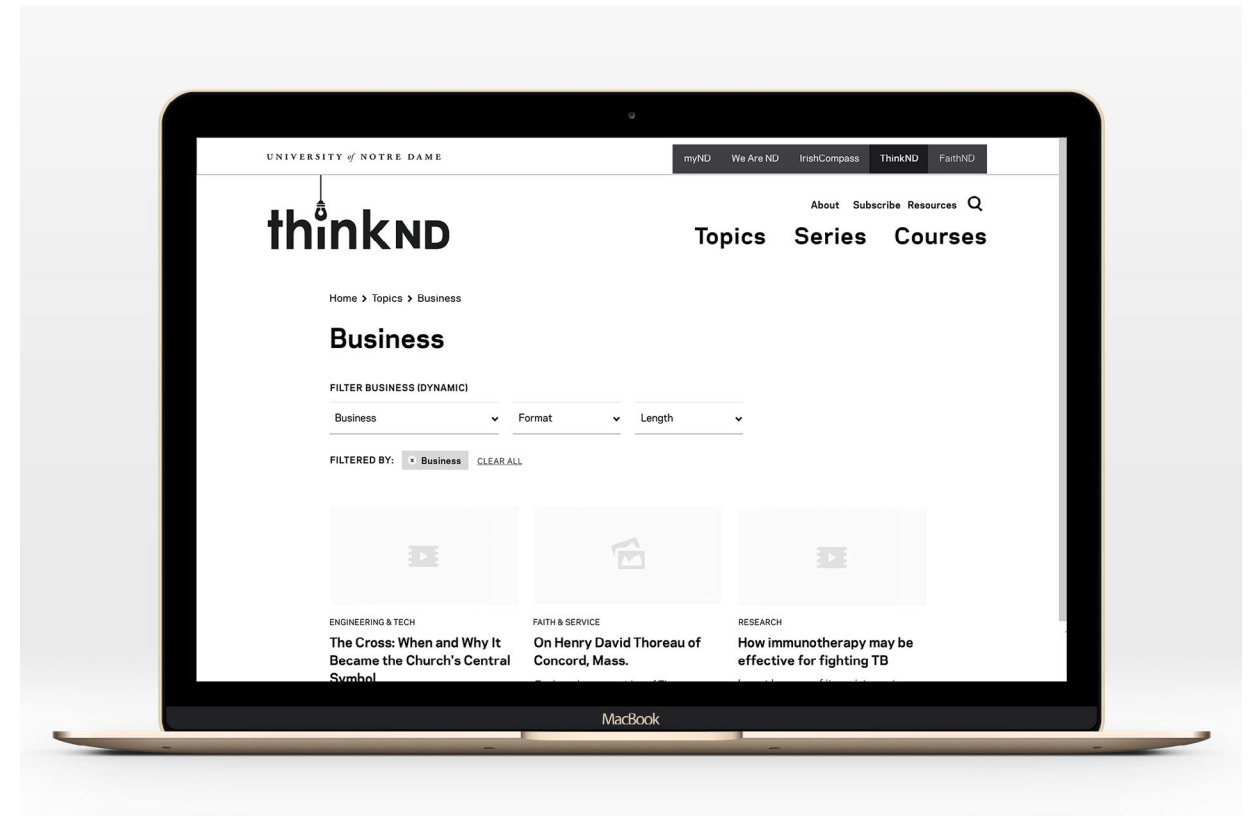 UNIVERSITY of NOTRE DAME
myND We Are ND IrishCompass ThinkND FaithND
thinkND
About Subscribe Resources
Topics Series Courses
Home > Topics > Business
Business
FILTER BUSINESS (DYNAMIC)
Business Format Length
FILTERED BY: x Business CLEAR ALL
ENGINEERING & TECH FAITH & SERVICE RESEARCH
The Cross: When and Why It On Henry David Thoreau of How immunotherapy may be
Became the Church's Central Concord, Mass. effective for fighting TB
Symbol
MacBook